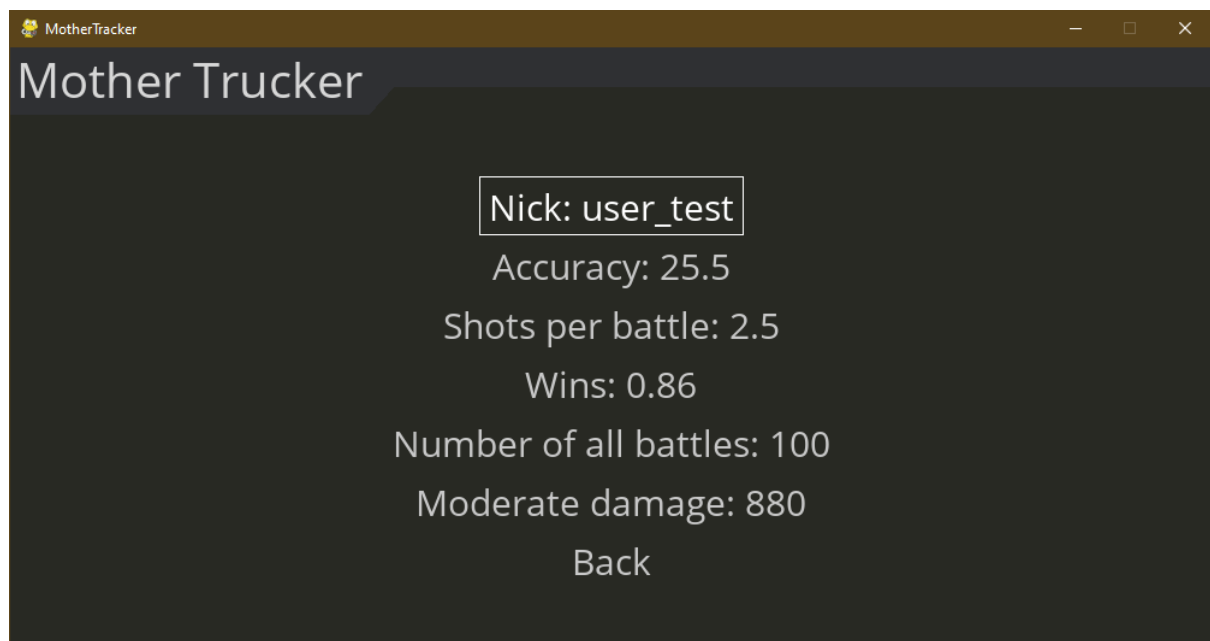 MotherTracker
Mother Trucker
Nick: user_test
Accuracy: 25.5
Shots per battle: 2.5
Wins: 0.86
Number of all battles: 100
Moderate damage: 880
Back